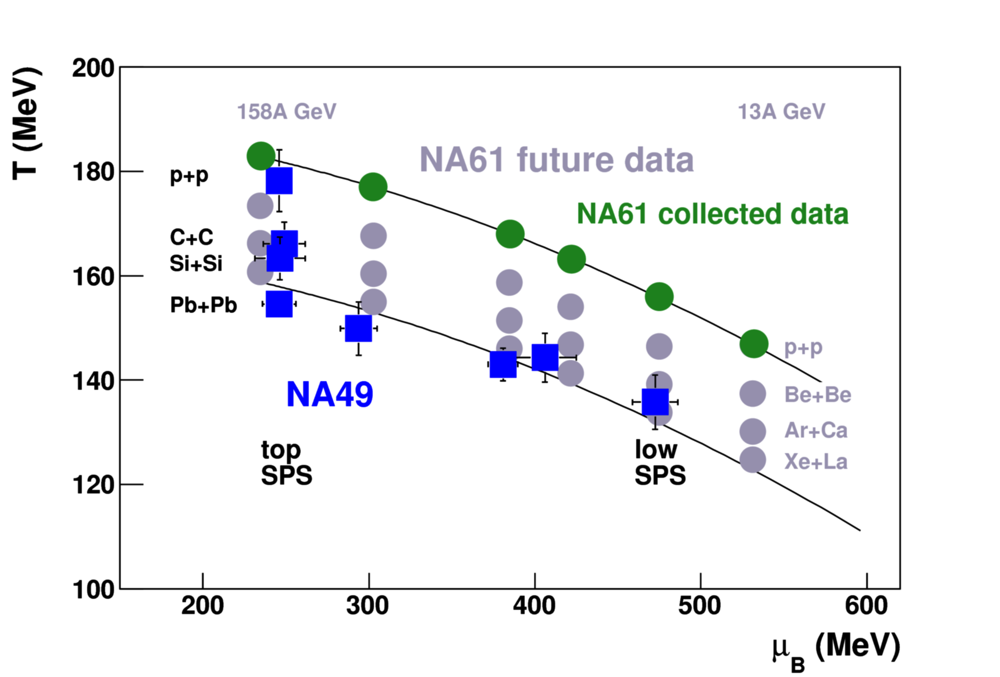 200
T (MeV)
158A GeV
13A GeV
NA61 future data
180
p+p
NA61 collected data
C+C
Si+Si
160
Pb+Pb
p+p
140
NA49
Be+Be
Ar+Ca
top
SPS
low
SPS
Xe+La
120
100
200
300
400
500
600
μB (MeV)